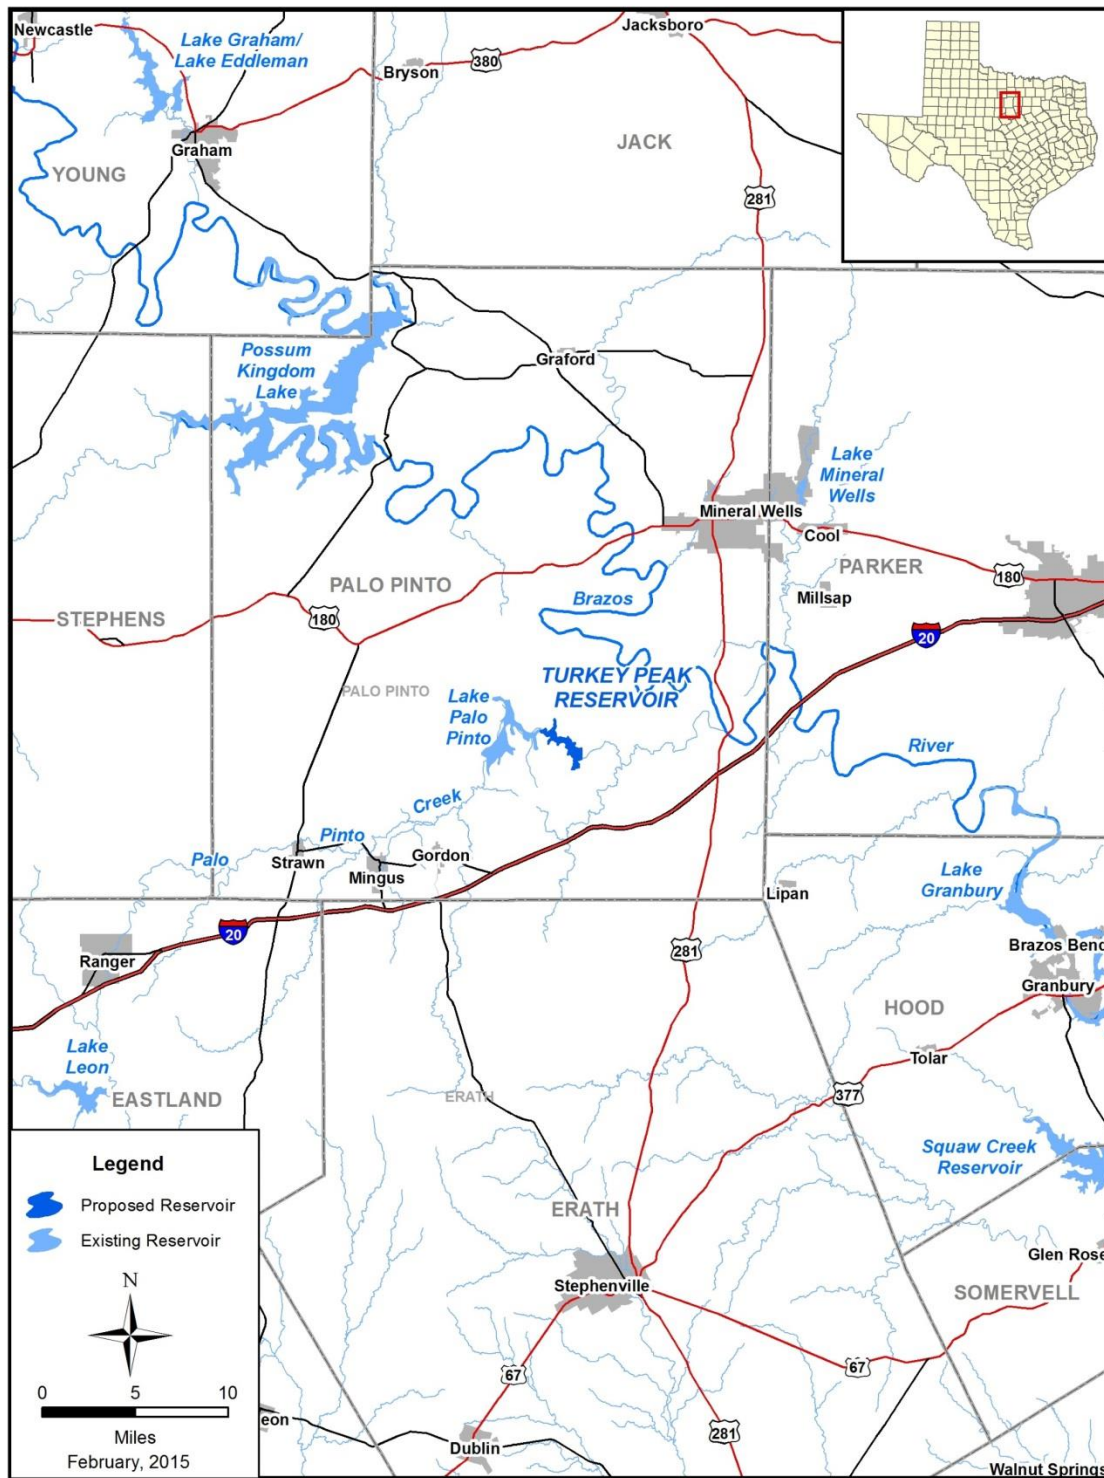 Newcastle
Lake Graham/
Lake Eddleman
Jacksboro
380
Bryson
Graham
YOUNG
JACK
281
Possum
Kingdom
Lake
Graford
Lake
Mineral
Wells
Mineral Wells
Cool
PARKER
180
Millsap
PALO PINTO
Brazos
STEPHENS
180
20
TURKEY PEAK
RESERVOIR
PALO PINTO
Lake
Palo
Pinto
River
Creek
Pinto
Palo
Strawn
Mingus
Gordon
Lipan
Lake
Granbury
20
Ranger
281
Brazos Bend
Granbury
HOOD
Tolar
Lake
Leon
EASTLAND
ERATH
377
Squaw Creek
Reservoir
Legend
Proposed Reservoir
Existing Reservoir
N
0 5 10
Miles
February, 2015
ERATH
Stephenville
Glen Rose
SOMERVELL
67
67
281
eon
Dublin
Walnut Springs